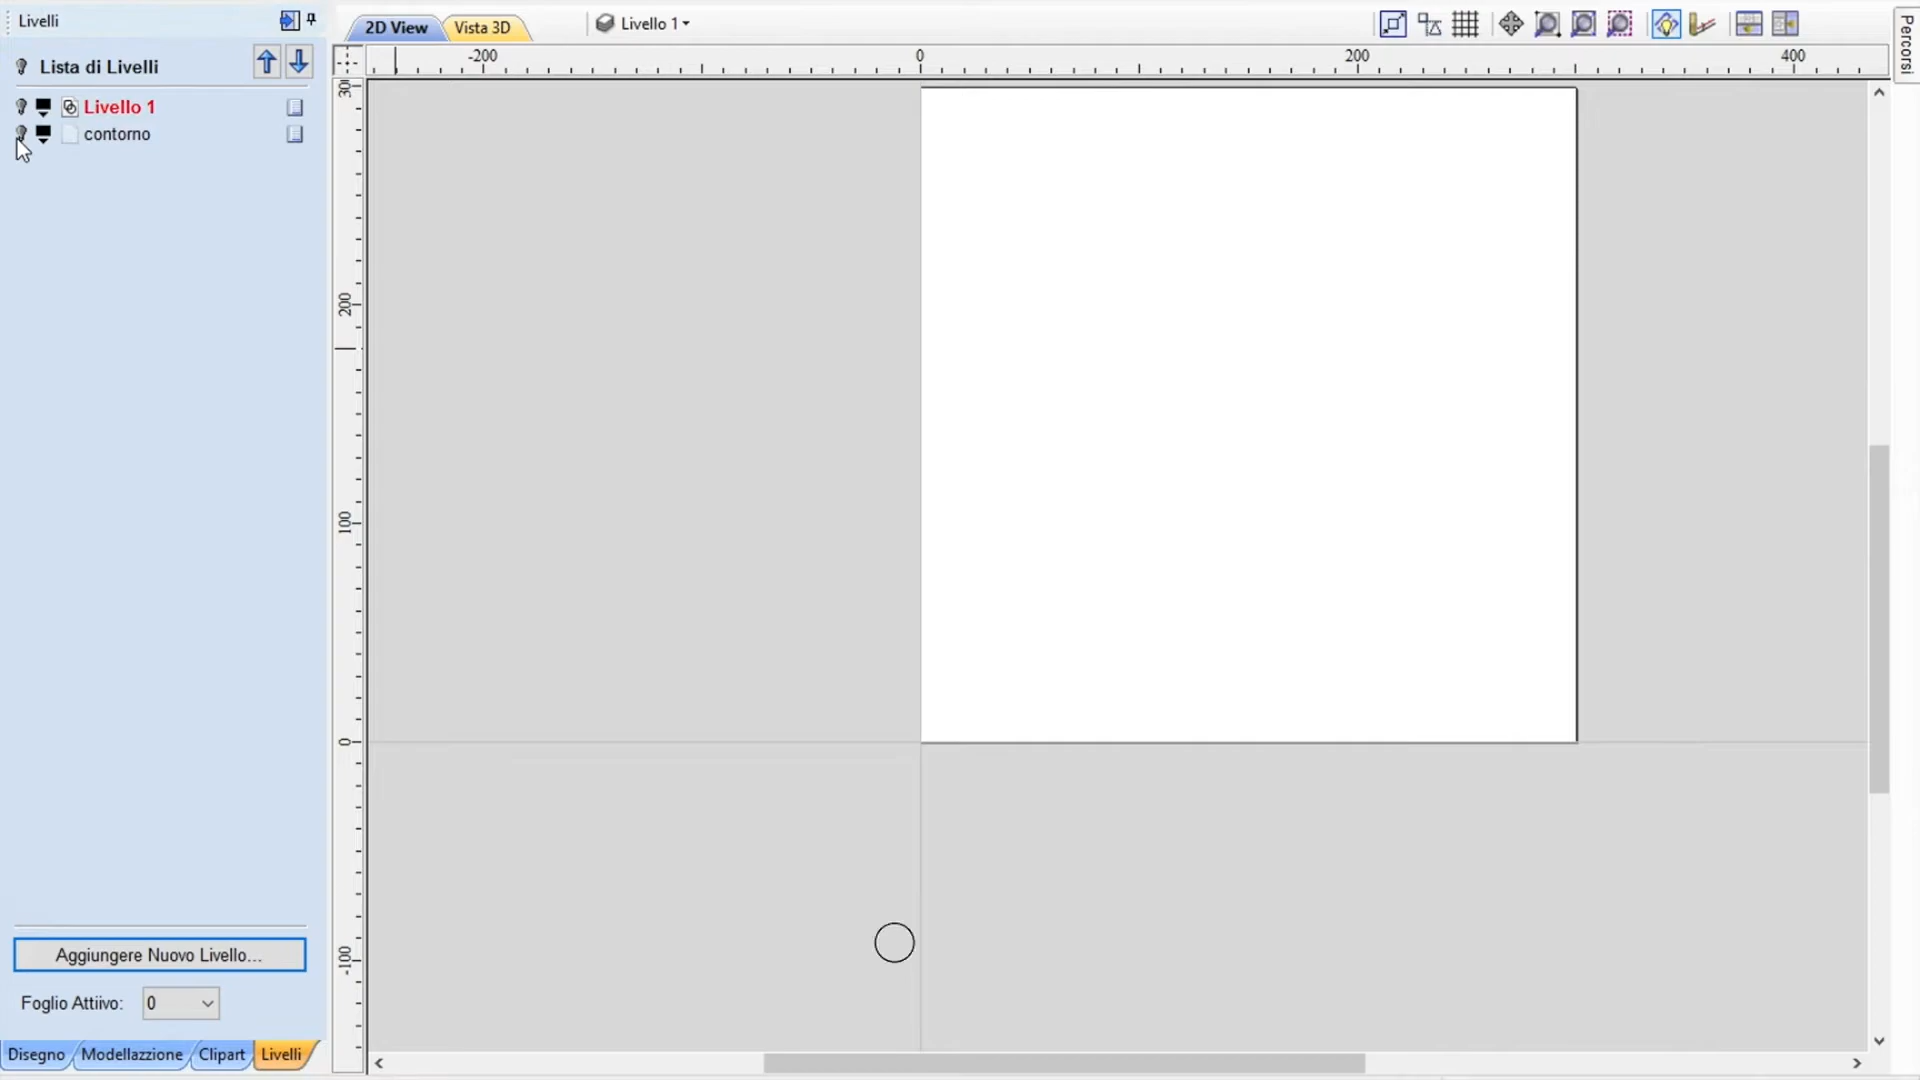 Livelli
2D View
Vista 3D
Livello 1
-200
0
200
400
Lista di Livelli
Livello 1
contorno
300
200
100
0
-100
Percorsi
Aggiungere Nuovo Livello...
Foglio Attiivo:
0
Disegno
Modellazzione
Clipart
Livelli